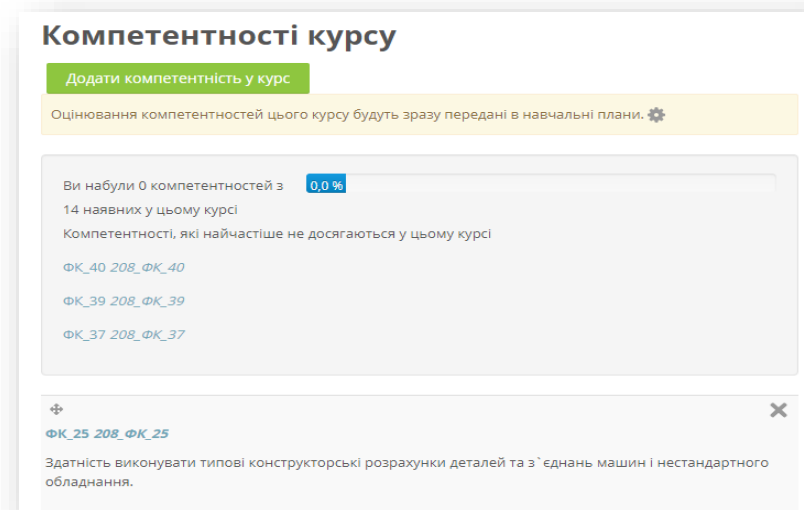 Компетентності курсу
Додати компетентність у курс
Оцінювання компетентностей цього курсу будуть зразу передані в навчальні плани.
Ви набули 0 компетентностей з 0,0 %
14 наявних у цьому курсі
Компетентності, які найчастіше не досягаються у цьому курсі
ФК_40 208_ФК_40
ФК_39 208_ФК_39
ФК_37 208_ФК_37
ФК_25 208_ФК_25
Здатність виконувати типові конструкторські розрахунки деталей та з`єднань машин і нестандартного
обладнання.